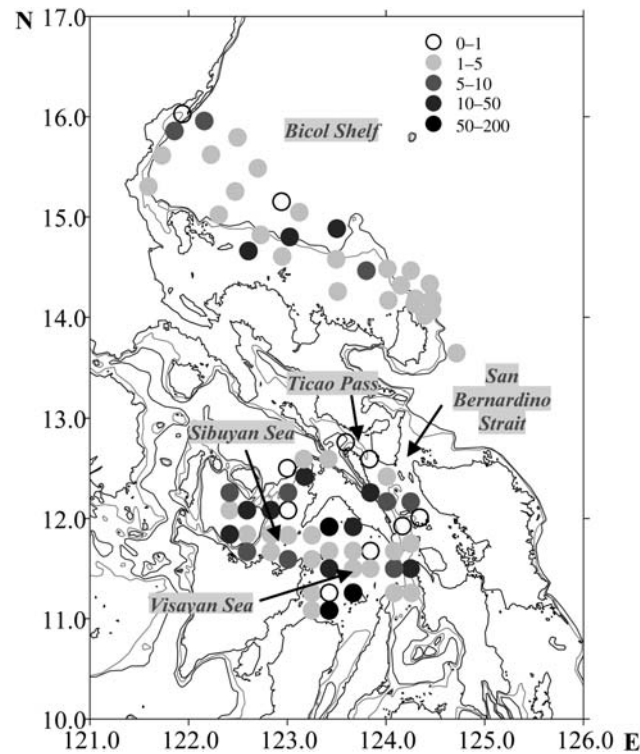 N
17.0
16.0
15.0
14.0
13.0
12.0
11.0
10.0
0–1
1–5
5–10
10–50
50–200
Bicol Shelf
Ticao Pass
San
Bernardino
Strait
Sibuyan Sea
Visayan Sea
121.0 122.0 123.0 124.0 125.0 126.0 E